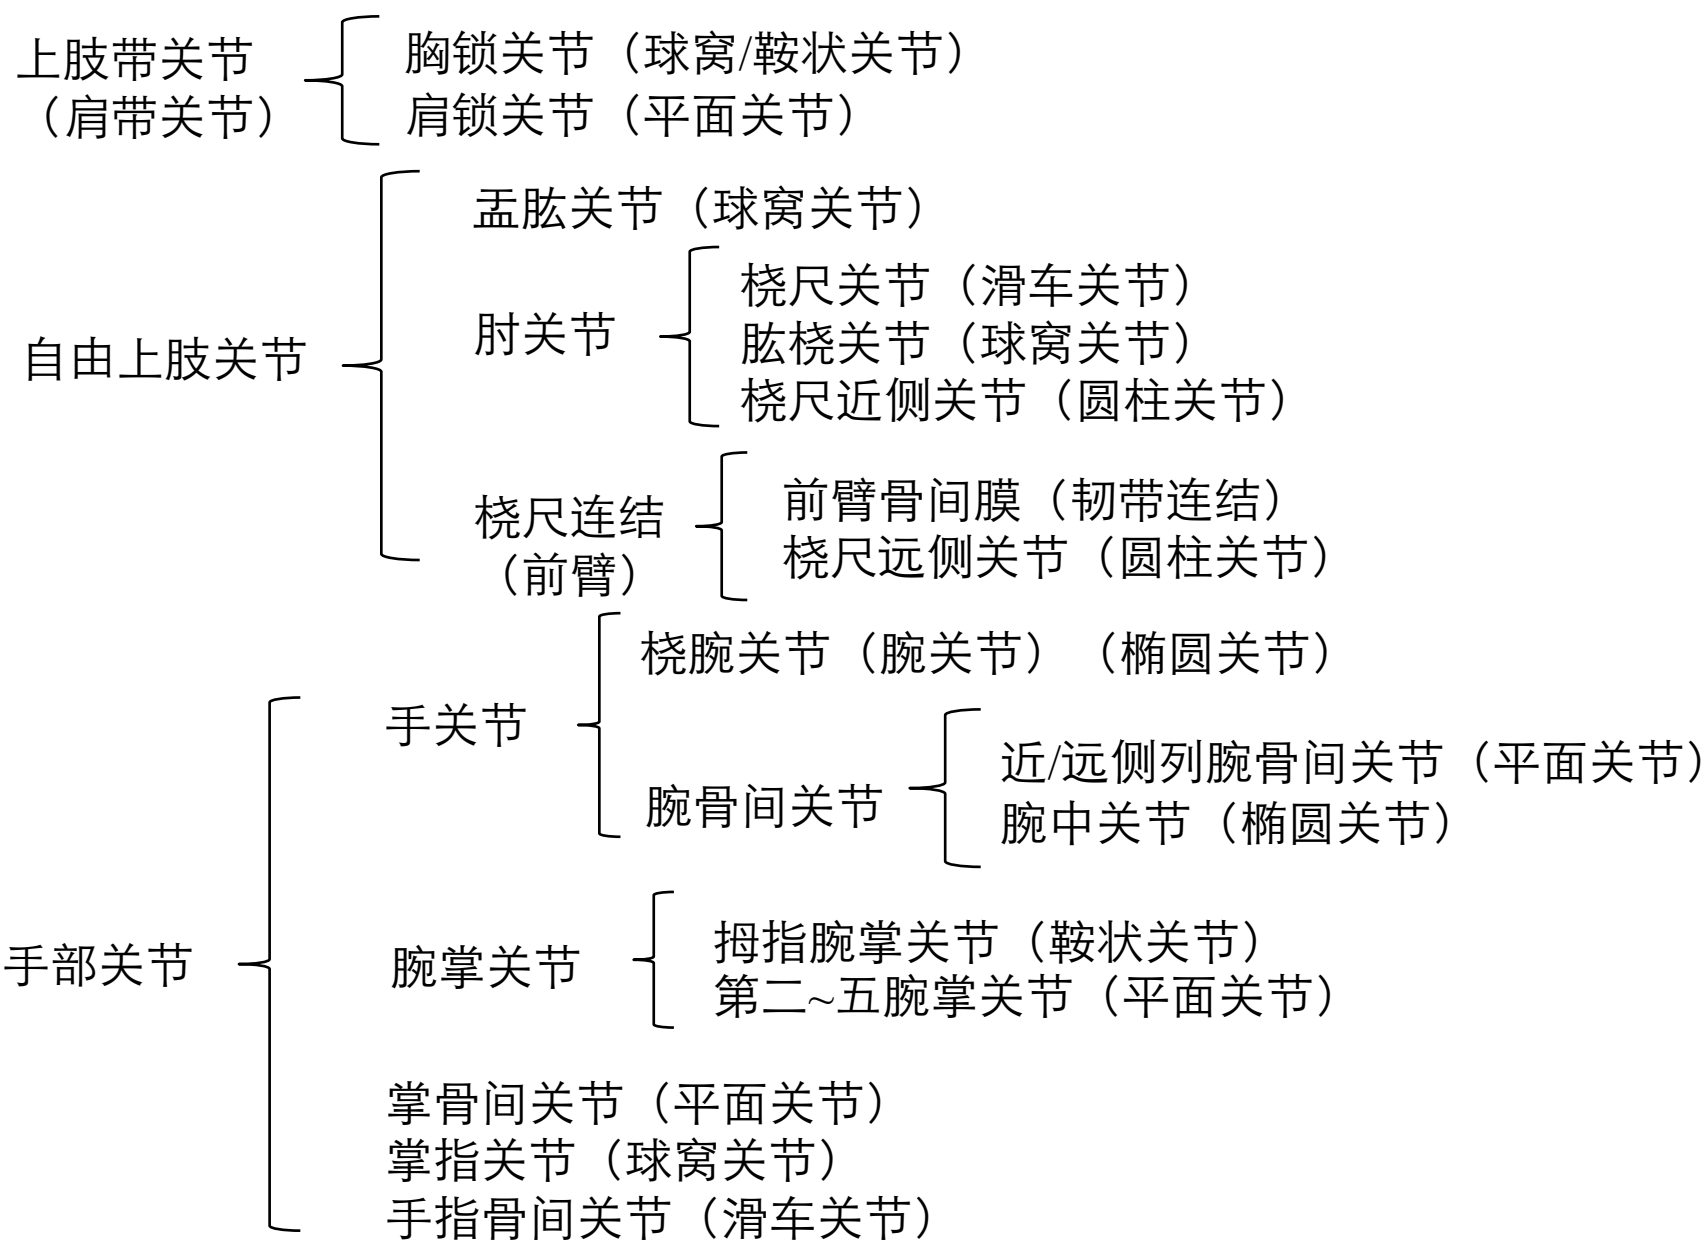 上肢带关节
（肩带关节）
胸锁关节（球窝/鞍状关节）
肩锁关节（平面关节）
自由上肢关节
盂肱关节（球窝关节）
肘关节
桡尺关节（滑车关节）
肱桡关节（球窝关节）
桡尺近侧关节（圆柱关节）
桡尺连结
（前臂）
前臂骨间膜（韧带连结）
桡尺远侧关节（圆柱关节）
手部关节
手关节
桡腕关节（腕关节）（椭圆关节）
腕骨间关节
近/远侧列腕骨间关节（平面关节）
腕中关节（椭圆关节）
腕掌关节
拇指腕掌关节（鞍状关节）
第二~五腕掌关节（平面关节）
掌骨间关节（平面关节）
掌指关节（球窝关节）
手指骨间关节（滑车关节）